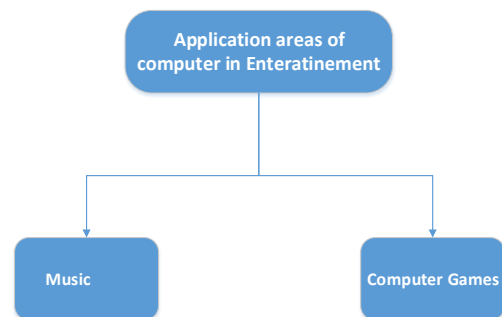 Application areas of
computer in Enteratinement
Music
Computer Games